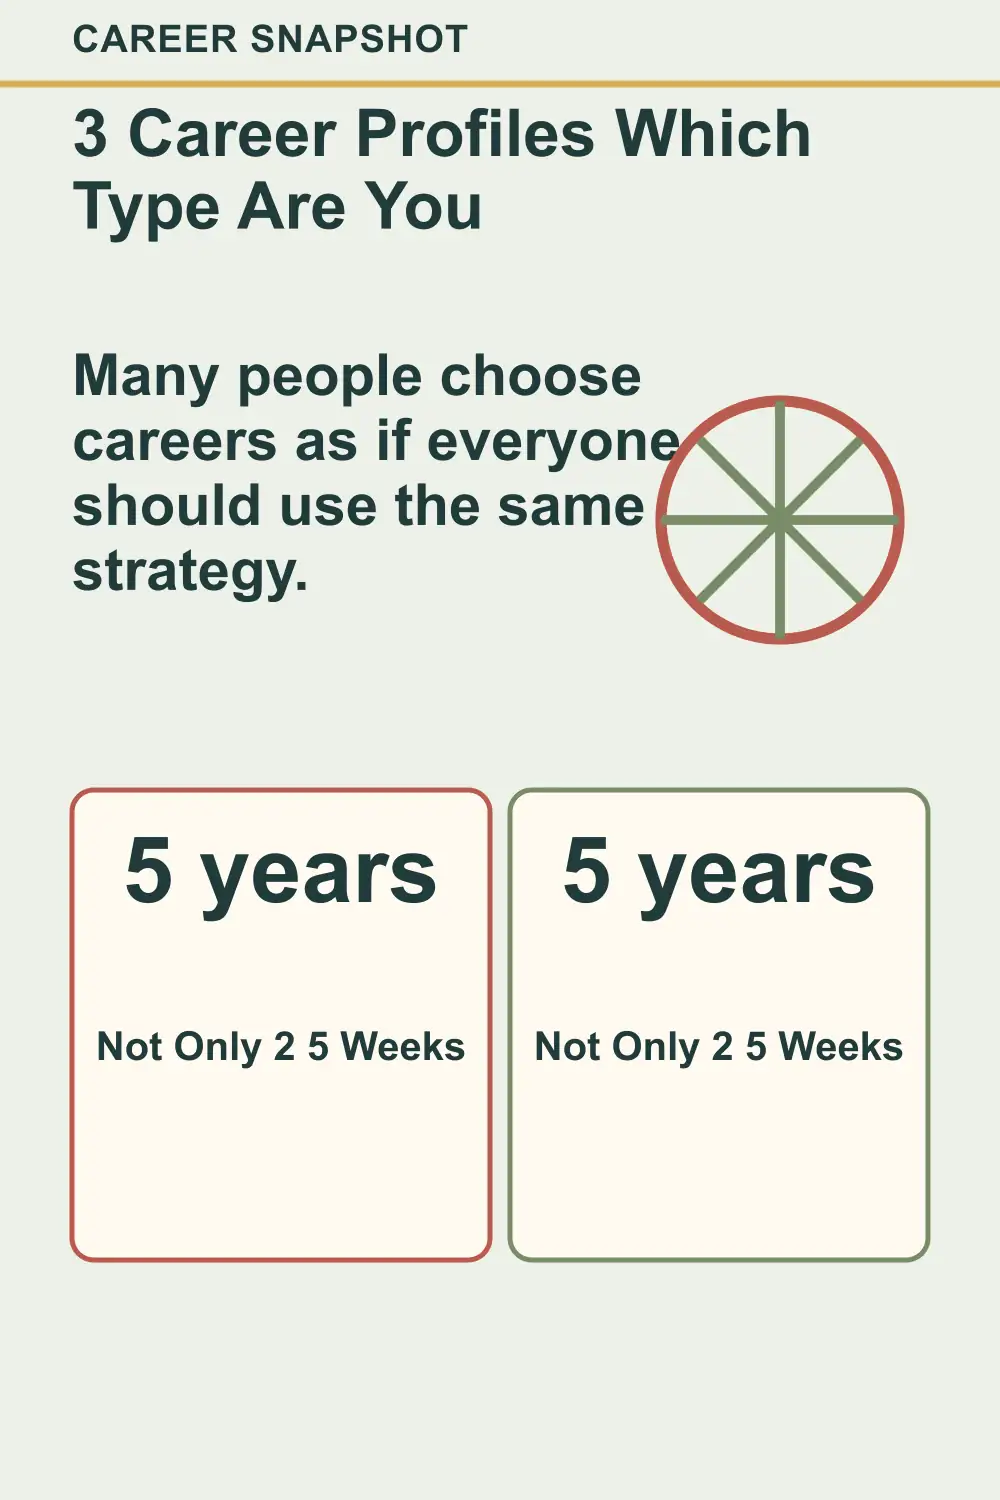 CAREER SNAPSHOT
3 Career Profiles Which
Type Are You
Many people choose
careers as if everyone
should use the same
strategy.
5 years
Not Only 2 5 Weeks
5 years
Not Only 2 5 Weeks